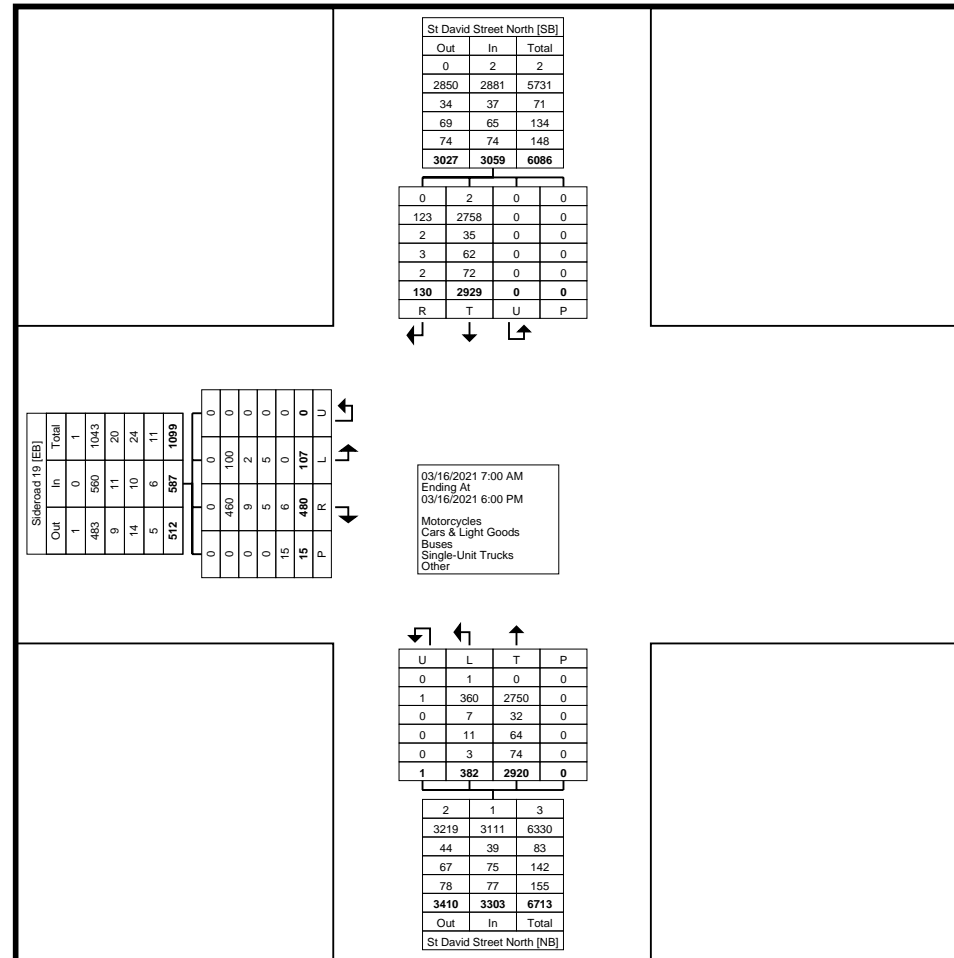 St David Street North [SB]
Out In Total
0 2 2
2850 2881 5731
34 37 71
69 65 134
74 74 148
3027 3059 6086
0 2 0 0
123 2758 0 0
2 35 0 0
3 62 0 0
2 72 0 0
130 2929 0 0
R T U P
Sideroad 19 [EB]
Out In Total
1 0 1
483 560 1043
9 11 20
14 10 24
5 6 11
512 587 1099
0 0 0 0
0 460 100 0
0 9 2 0
0 5 5 0
15 6 0 0
15 480 107 0
P R L U
03/16/2021 7:00 AM
Ending At
03/16/2021 6:00 PM
Motorcycles
Cars & Light Goods
Buses
Single-Unit Trucks
Other
U L T P
0 1 0 0
1 360 2750 0
0 7 32 0
0 11 64 0
0 3 74 0
1 382 2920 0
2 1 3
3219 3111 6330
44 39 83
67 75 142
78 77 155
3410 3303 6713
Out In Total
St David Street North [NB]